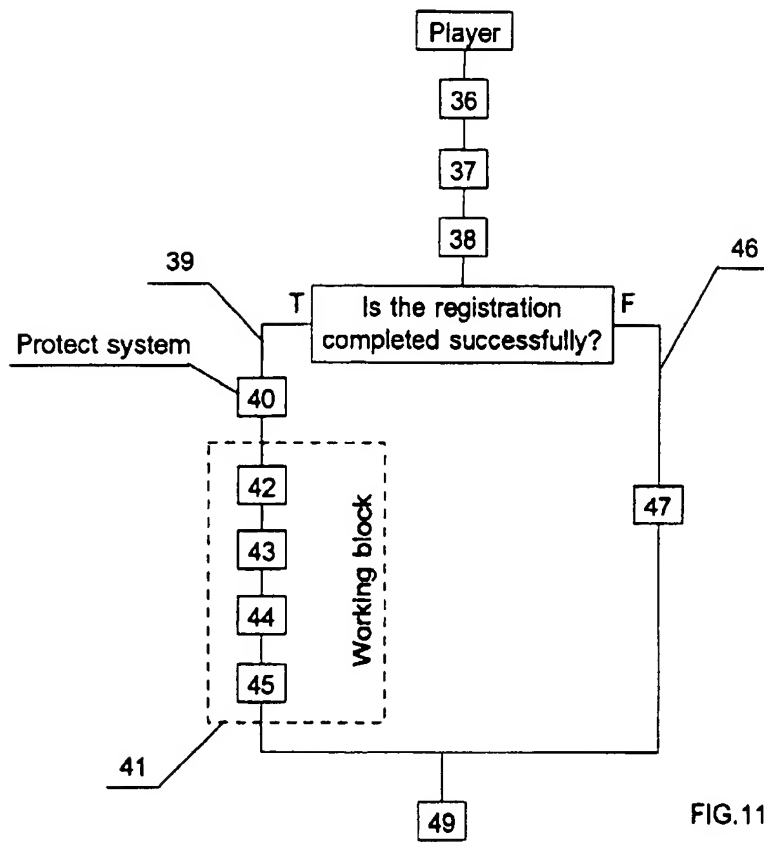 Player
36
37
38
39
46
T
Is the registration
completed successfully?
F
Protect system
40
42
43
44
45
Working block
47
41
49
FIG.11